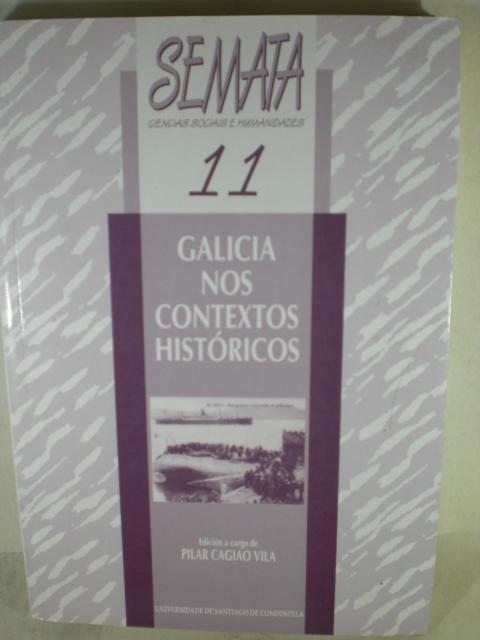 SEMATA
CIENCIAS SOCIAIS E HUMANIDADES
11
GALICIA
NOS
CONTEXTOS
HISTÓRICOS
Edición a cargo de
PILAR CAGIAO VILA
UNIVERSIDADE DE SANTIAGO DE COMPOSTELA